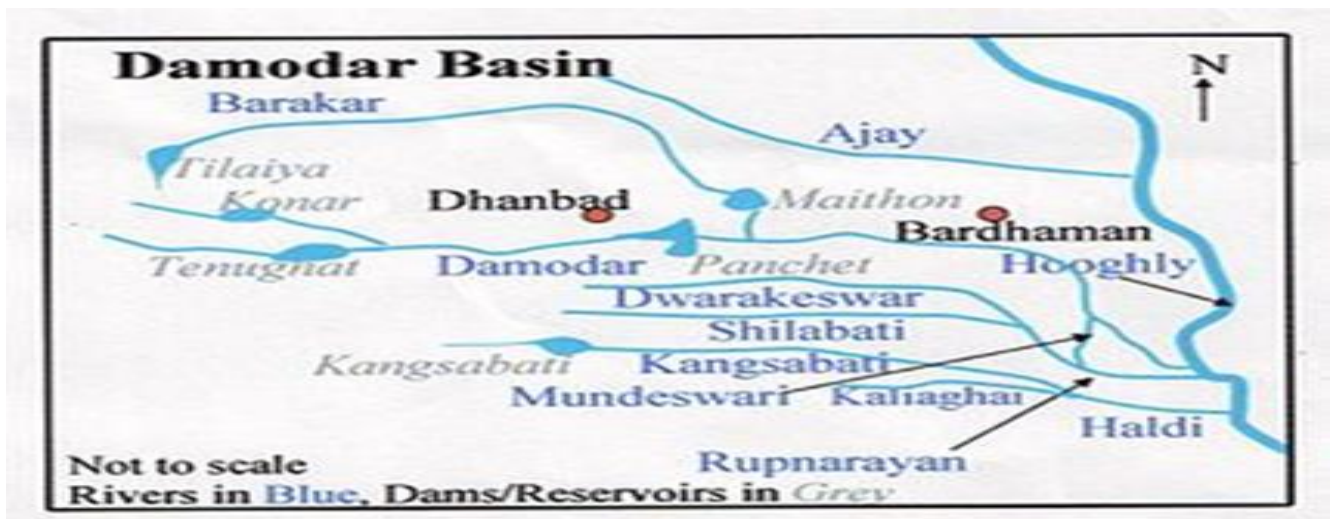 Damodar Basin
N
Barakar
Ajay
Tilaiya
Konar
Dhanbad
Maithon
Bardhaman
Tenughat
Damodar
Panchet
Hooghly
Dwarakeswar
Shilabati
Kangsabati
Kangsabati
Mundeswari
Kaliaghai
Haldi
Rupnarayan
Not to scale
Rivers in Blue, Dams/Reservoirs in Grey